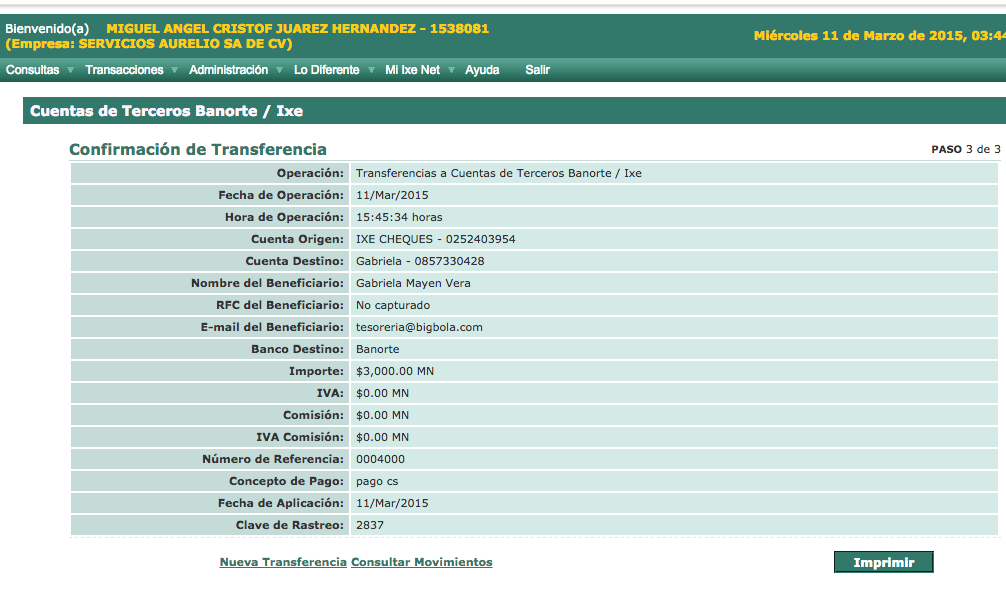 Bienvenido(a) MIGUEL ANGEL CRISTOF JUAREZ HERNANDEZ - 1538081
(Empresa: SERVICIOS AURELIO SA DE CV)
Miércoles 11 de Marzo de 2015, 03:44
Consultas Transacciones Administración Lo Diferente Mi Ixe Net Ayuda Salir
Cuentas de Terceros Banorte / Ixe
Confirmación de Transferencia PASO 3 de 3
Operación: Transferencias a Cuentas de Terceros Banorte / Ixe
Fecha de Operación: 11/Mar/2015
Hora de Operación: 15:45:34 horas
Cuenta Origen: IXE CHEQUES - 0252403954
Cuenta Destino: Gabriela - 0857330428
Nombre del Beneficiario: Gabriela Mayen Vera
RFC del Beneficiario: No capturado
E-mail del Beneficiario: tesoreria@bigbola.com
Banco Destino: Banorte
Importe: $3,000.00 MN
IVA: $0.00 MN
Comisión: $0.00 MN
IVA Comisión: $0.00 MN
Número de Referencia: 0004000
Concepto de Pago: pago cs
Fecha de Aplicación: 11/Mar/2015
Clave de Rastreo: 2837
Nueva Transferencia Consultar Movimientos Imprimir